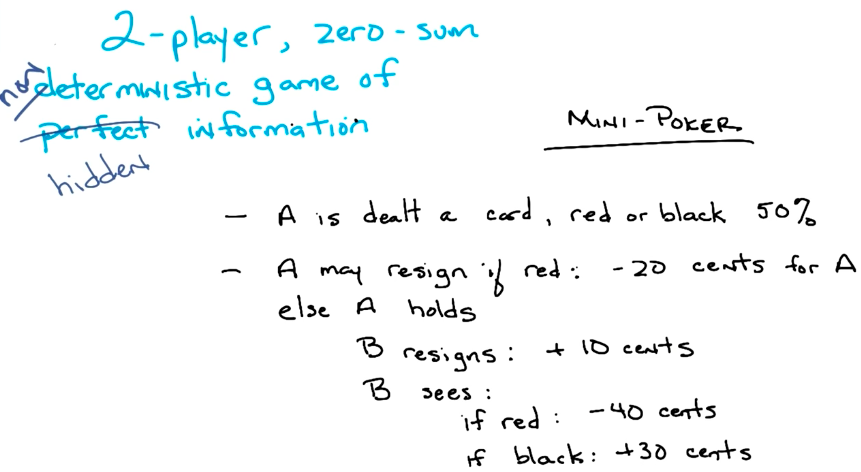 2-player, zero-sum
non deterministic game of
perfect information
hidden
MINI-POKER
- A is dealt a card, red or black 50%
- A may resign if red: -20 cents for A
else A holds
B resigns: +10 cents
B sees:
if red: -40 cents
if black: +30 cents